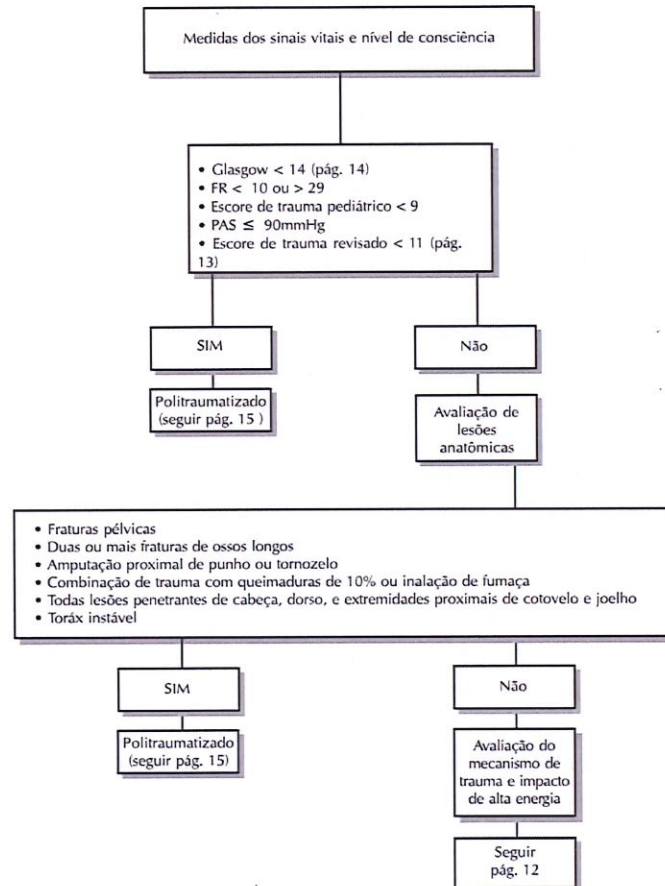 Medidas dos sinais vitais e nível de consciência
• Glasgow < 14 (pág. 14)
• FR < 10 ou > 29
• Escore de trauma pediátrico < 9
• PAS ≤ 90mmHg
• Escore de trauma revisado < 11 (pág.
13)
SIM
Não
Politraumatizado
(seguir pág. 15 )
Avaliação de
lesões
anatômicas
• Fraturas pélvicas
• Duas ou mais fraturas de ossos longos
• Amputação proximal de punho ou tornozelo
• Combinação de trauma com queimaduras de 10% ou inalação de fumaça
• Todas lesões penetrantes de cabeça, dorso, e extremidades proximais de cotovelo e joelho
• Toráx instável
SIM
Não
Politraumatizado
(seguir pág. 15)
Avaliação do
mecanismo de
trauma e impacto
de alta energia
Seguir
pág. 12